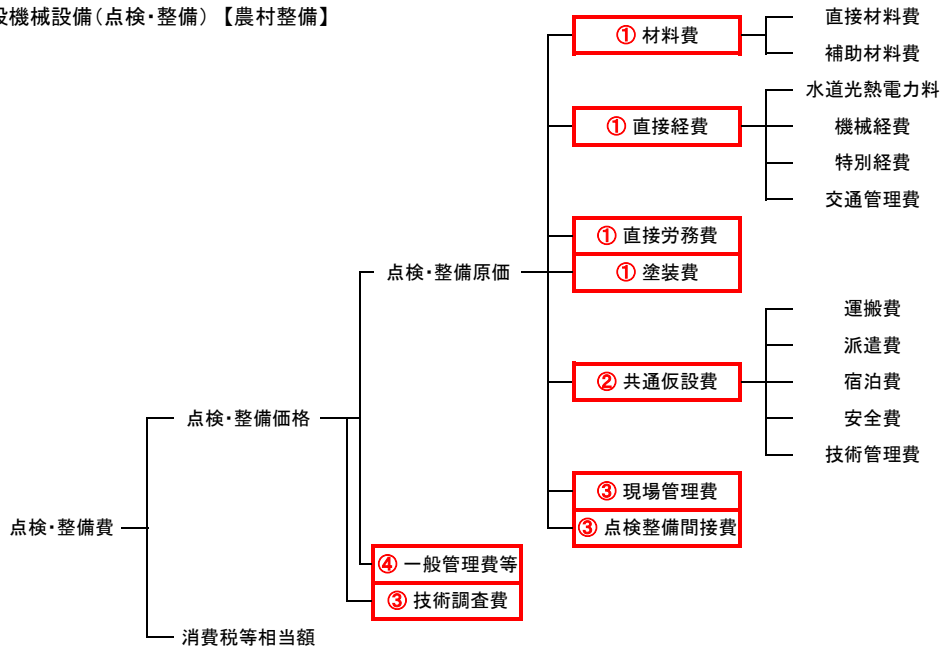 設機械設備(点検・整備)【農村整備】
直接材料費
① 材料費
補助材料費
水道光熱電力料
① 直接経費
機械経費
特別経費
交通管理費
① 直接労務費
点検・整備原価
① 塗装費
運搬費
派遣費
② 共通仮設費
宿泊費
点検・整備価格
安全費
技術管理費
③ 現場管理費
点検・整備費
③ 点検整備間接費
④ 一般管理費等
③ 技術調査費
消費税等相当額